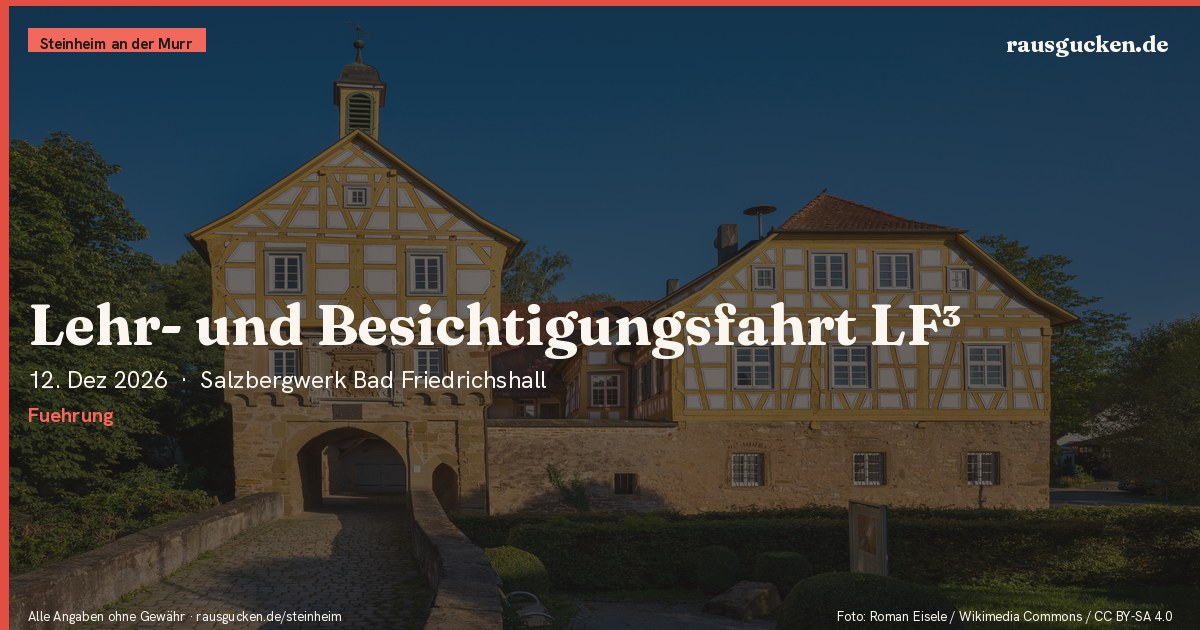 Steinheim an der Murr
rausgucken.de
Lehr- und Besichtigungsfahrt LF³
12. Dez 2026 · Salzbergwerk Bad Friedrichshall
Fuehrung
Alle Angaben ohne Gewähr · rausgucken.de/steinheim
Foto: Roman Eisele / Wikimedia Commons / CC BY-SA 4.0